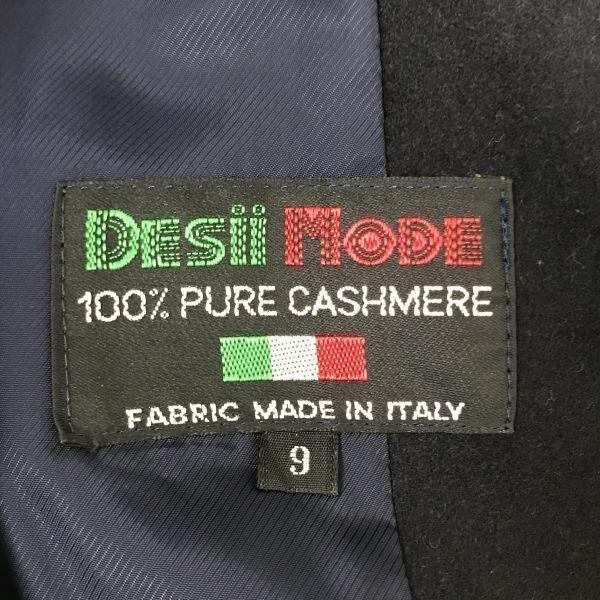 Desii Mode
100% PURE CASHMERE
FABRIC MADE IN ITALY
9